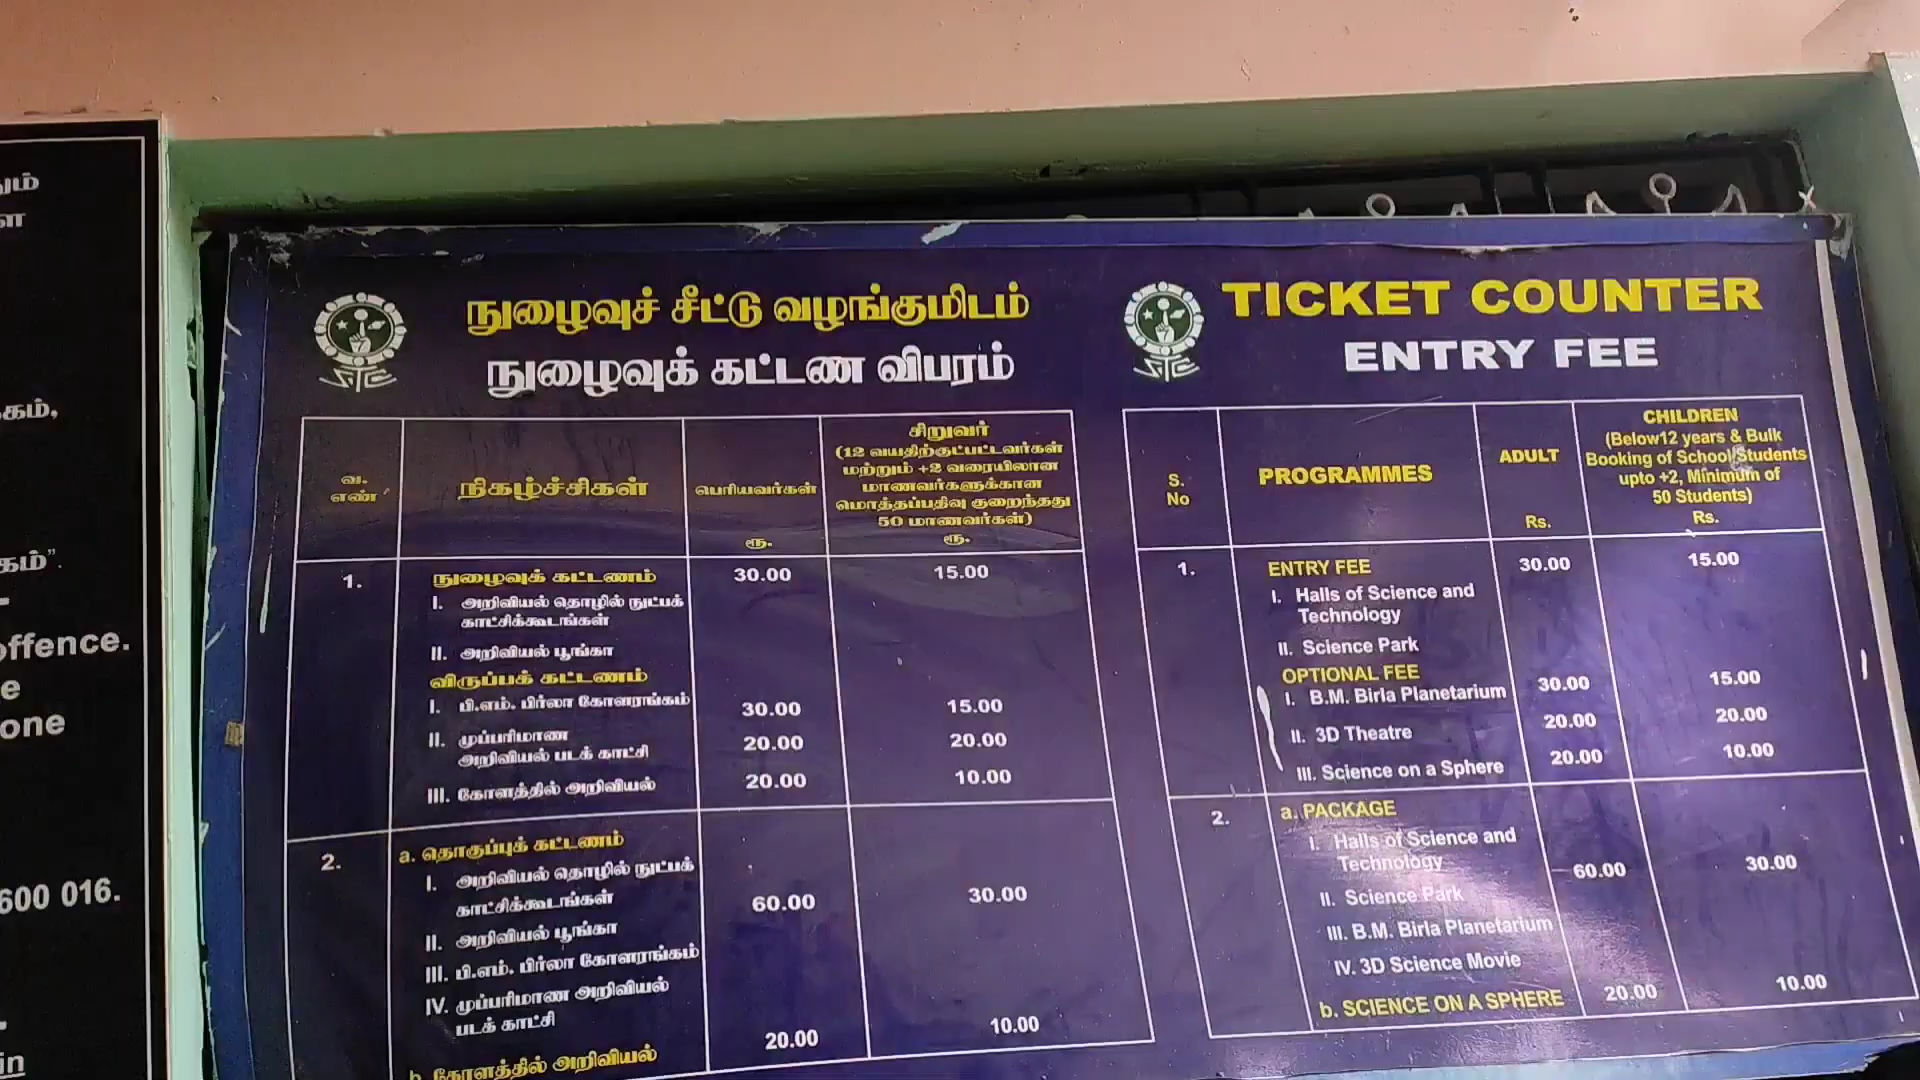 ளும்
கம்,
கம்".
offence.
e
one
600 016.
in
நுழைவுச் சீட்டு வழங்குமிடம்
நுழைவுக் கட்டண விபரம்
வ. எண்
நிகழ்ச்சிகள்
பெரியவர்கள்
ரூ.
சிறுவர்
(12 வயதிற்குட்பட்டவர்கள்
மற்றும் +2 வரையிலான
மாணவர்களுக்கான
மொத்தப்பதிவு குறைந்தது
50 மாணவர்கள்)
ரூ.
1. நுழைவுக் கட்டணம் 30.00 15.00
I. அறிவியல் தொழில் நுட்பக்
காட்சிக்கூடங்கள்
II. அறிவியல் பூங்கா
விருப்பக் கட்டணம்
I. பி.எம். பிர்லா கோளரங்கம் 30.00 15.00
II. முப்பரிமாண 20.00 20.00
அறிவியல் படக் காட்சி
III. கோளத்தில் அறிவியல் 20.00 10.00
2. a. தொகுப்புக் கட்டணம்
I. அறிவியல் தொழில் நுட்பக்
காட்சிக்கூடங்கள் 60.00 30.00
II. அறிவியல் பூங்கா
III. பி.எம். பிர்லா கோளரங்கம்
IV. முப்பரிமாண அறிவியல்
படக் காட்சி
b. கோளத்தில் அறிவியல் 20.00 10.00
TICKET COUNTER
ENTRY FEE
S.
No
PROGRAMMES
ADULT
Rs.
CHILDREN
(Below12 years & Bulk
Booking of School Students
upto +2, Minimum of
50 Students)
Rs.
1. ENTRY FEE 30.00 15.00
I. Halls of Science and
Technology
II. Science Park
OPTIONAL FEE
I. B.M. Birla Planetarium 30.00 15.00
II. 3D Theatre 20.00 20.00
III. Science on a Sphere 20.00 10.00
2. a. PACKAGE
I. Halls of Science and
Technology 60.00 30.00
II. Science Park
III. B.M. Birla Planetarium
IV. 3D Science Movie
b. SCIENCE ON A SPHERE 20.00 10.00